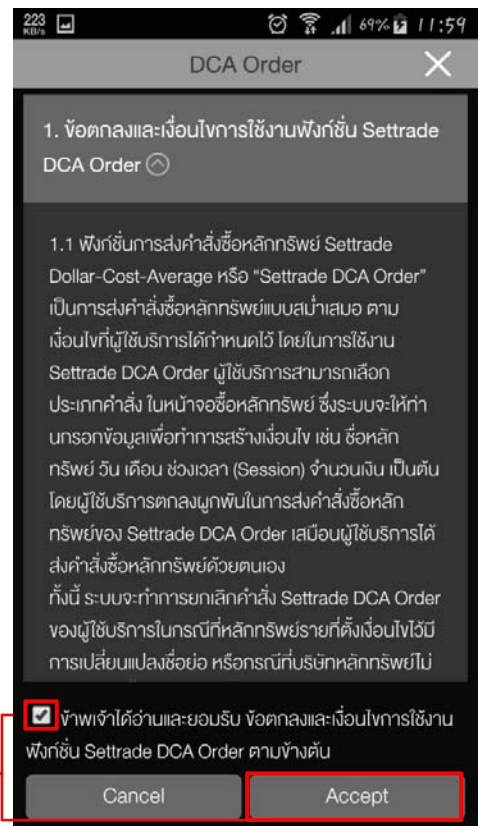 223
KB/s
69%
11:59
DCA Order
1. ข้อตกลงและเงื่อนไขการใช้งานฟังก์ชั่น Settrade
DCA Order
1.1 ฟังก์ชั่นการส่งคำสั่งซื้อหลักทรัพย์ Settrade
Dollar-Cost-Average หรือ “Settrade DCA Order”
เป็นการส่งคำสั่งซื้อหลักทรัพย์แบบสม่ำเสมอ ตาม
เงื่อนไขที่ผู้ใช้บริการได้กำหนดไว้ โดยในการใช้งาน
Settrade DCA Order ผู้ใช้บริการสามารถเลือก
ประเภทคำสั่ง ในหน้าจอซื้อหลักทรัพย์ ซึ่งระบบจะให้ท่า
นกรอกข้อมูลเพื่อทำการสร้างเงื่อนไข เช่น ชื่อหลัก
ทรัพย์ วัน เดือน ช่วงเวลา (Session) จำนวนเงิน เป็นต้น
โดยผู้ใช้บริการตกลงผูกพันในการส่งคำสั่งซื้อหลัก
ทรัพย์ของ Settrade DCA Order เสมือนผู้ใช้บริการได้
ส่งคำสั่งซื้อหลักทรัพย์ด้วยตนเอง
ทั้งนี้ ระบบจะทำการยกเลิกคำสั่ง Settrade DCA Order
ของผู้ใช้บริการในกรณีที่หลักทรัพย์รายที่ตั้งเงื่อนไขไว้มี
การเปลี่ยนแปลงชื่อย่อ หรือกรณีที่บริษัทหลักทรัพย์ไม่
ข้าพเจ้าได้อ่านและยอมรับ ข้อตกลงและเงื่อนไขการใช้งาน
ฟังก์ชั่น Settrade DCA Order ตามข้างต้น
Cancel
Accept